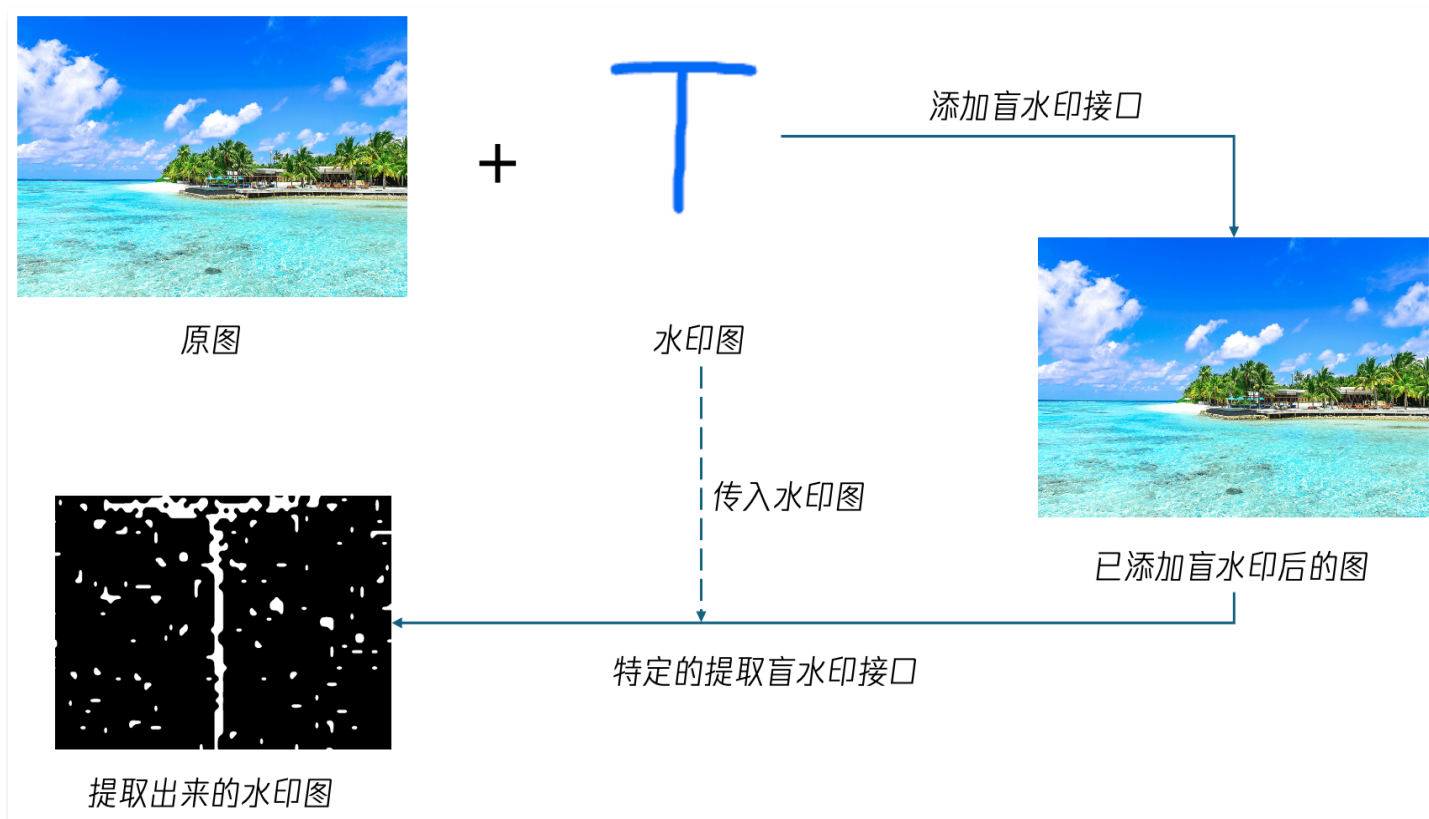 添加盲水印接口
T
+
原图
水印图
传入水印图
已添加盲水印后的图
特定的提取盲水印接口
提取出来的水印图